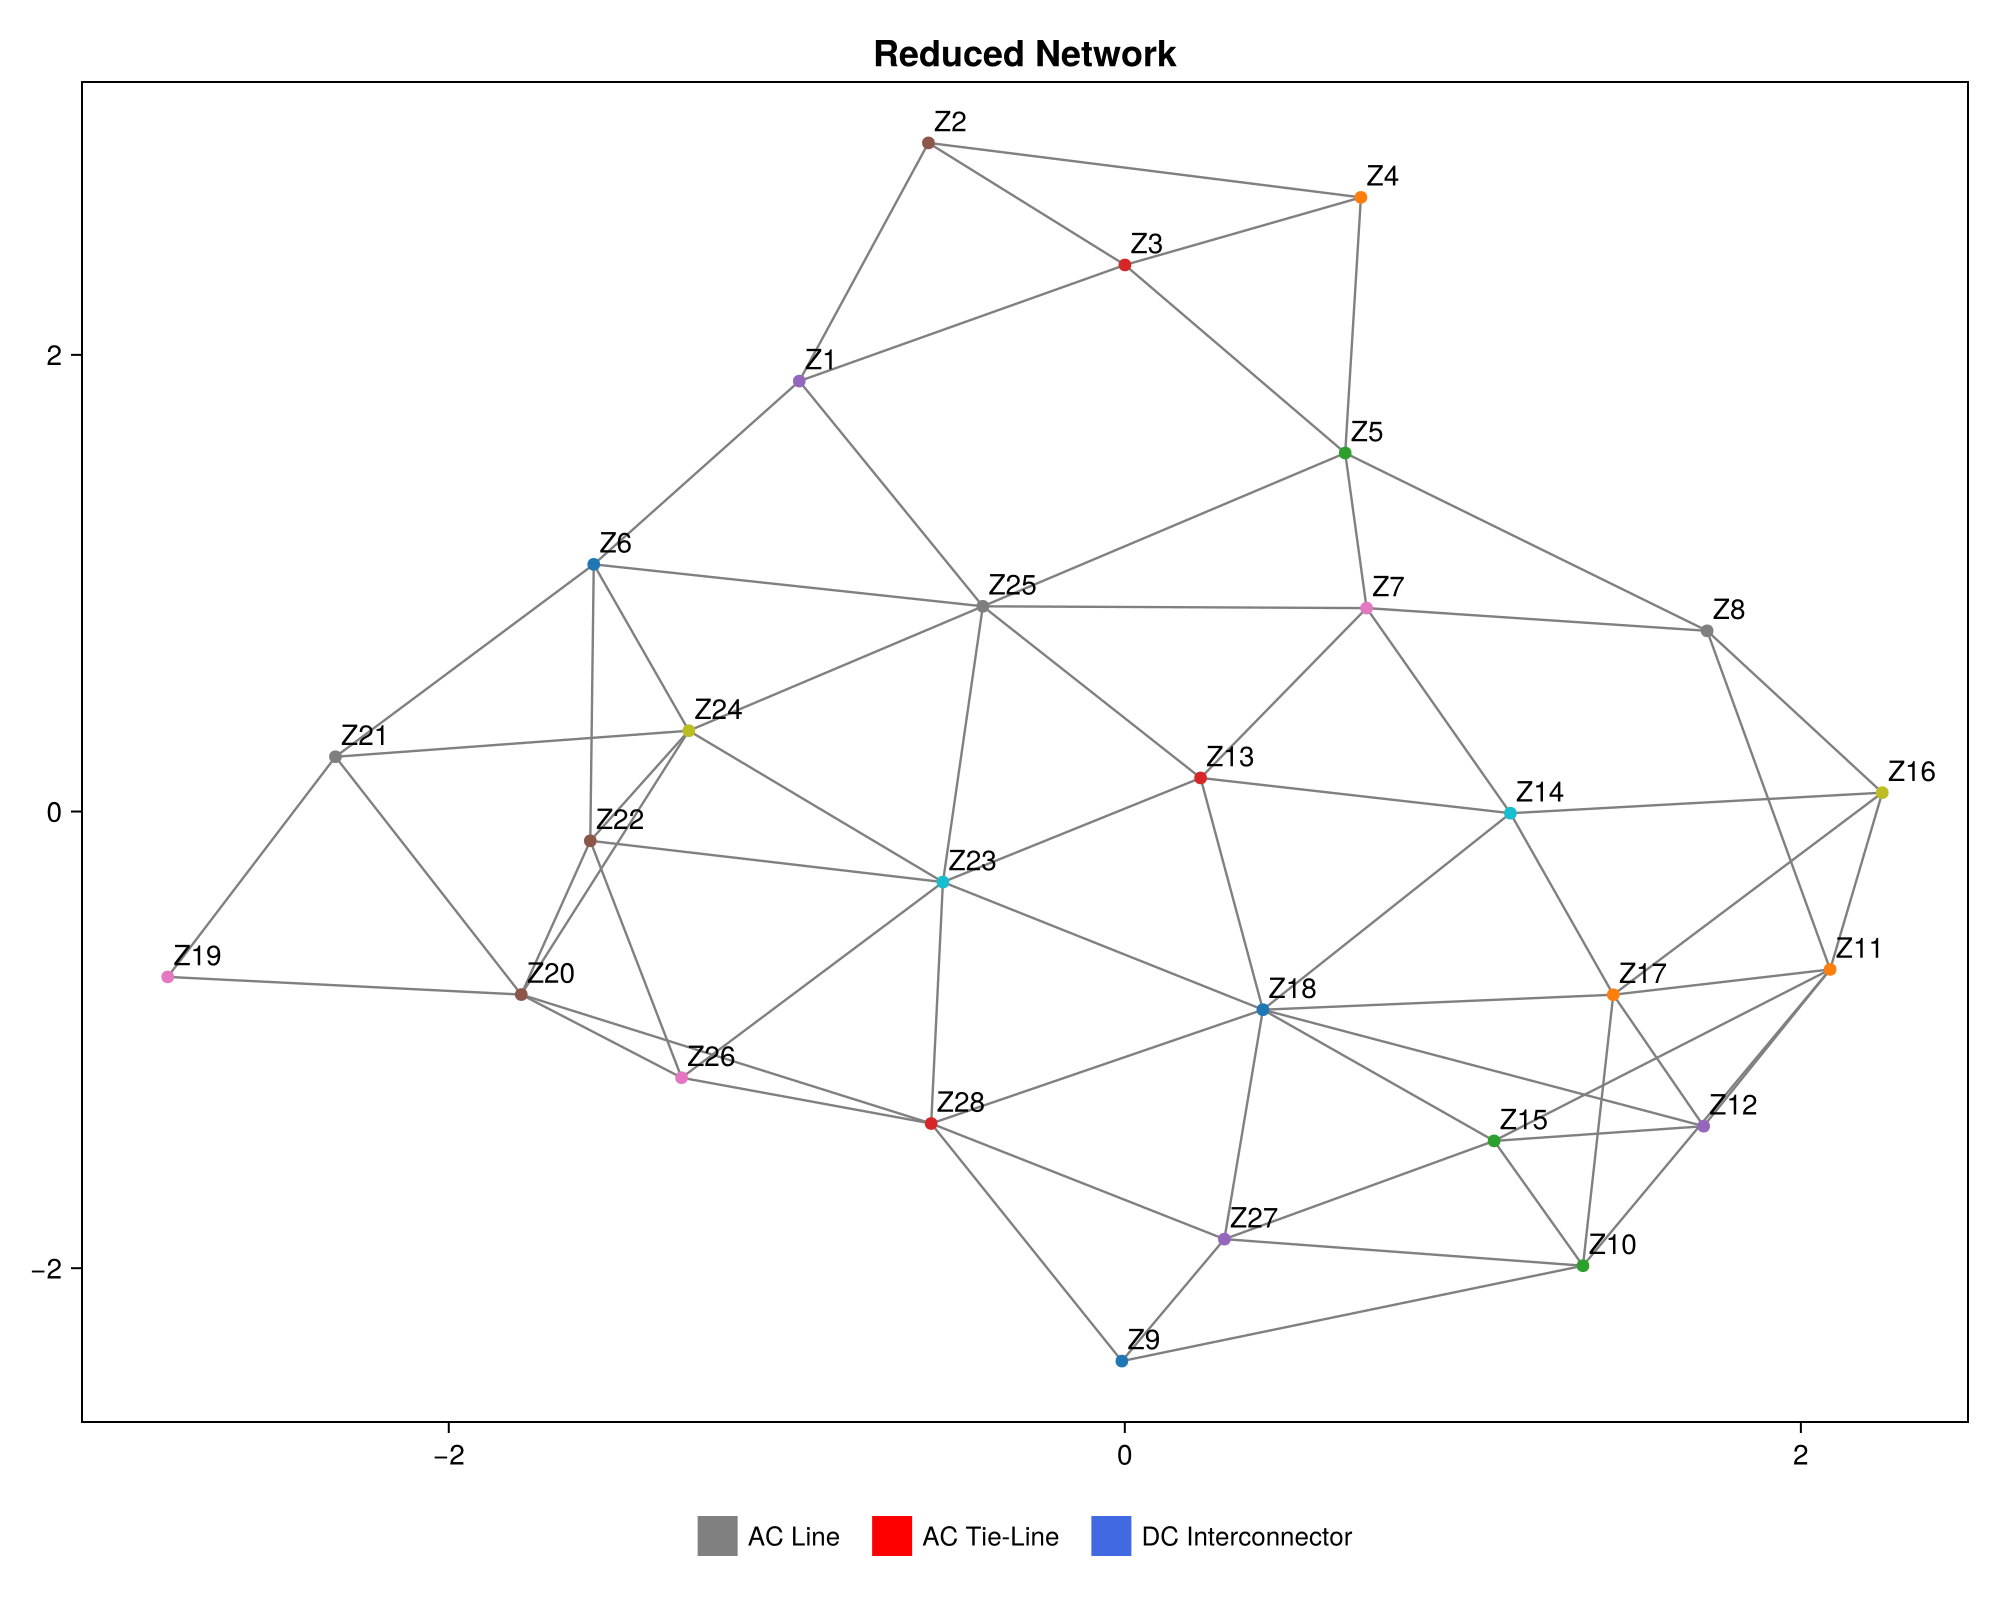 Reduced Network
Z2
Z4
Z3
2
Z1
Z5
Z6
Z25
Z7
Z8
Z24
Z21
Z13
Z16
0
Z22
Z14
Z23
Z19
Z20
Z11
Z17
Z18
Z26
Z28
Z12
Z15
Z27
Z10
−2
Z9
−2 0 2
AC Line AC Tie-Line DC Interconnector